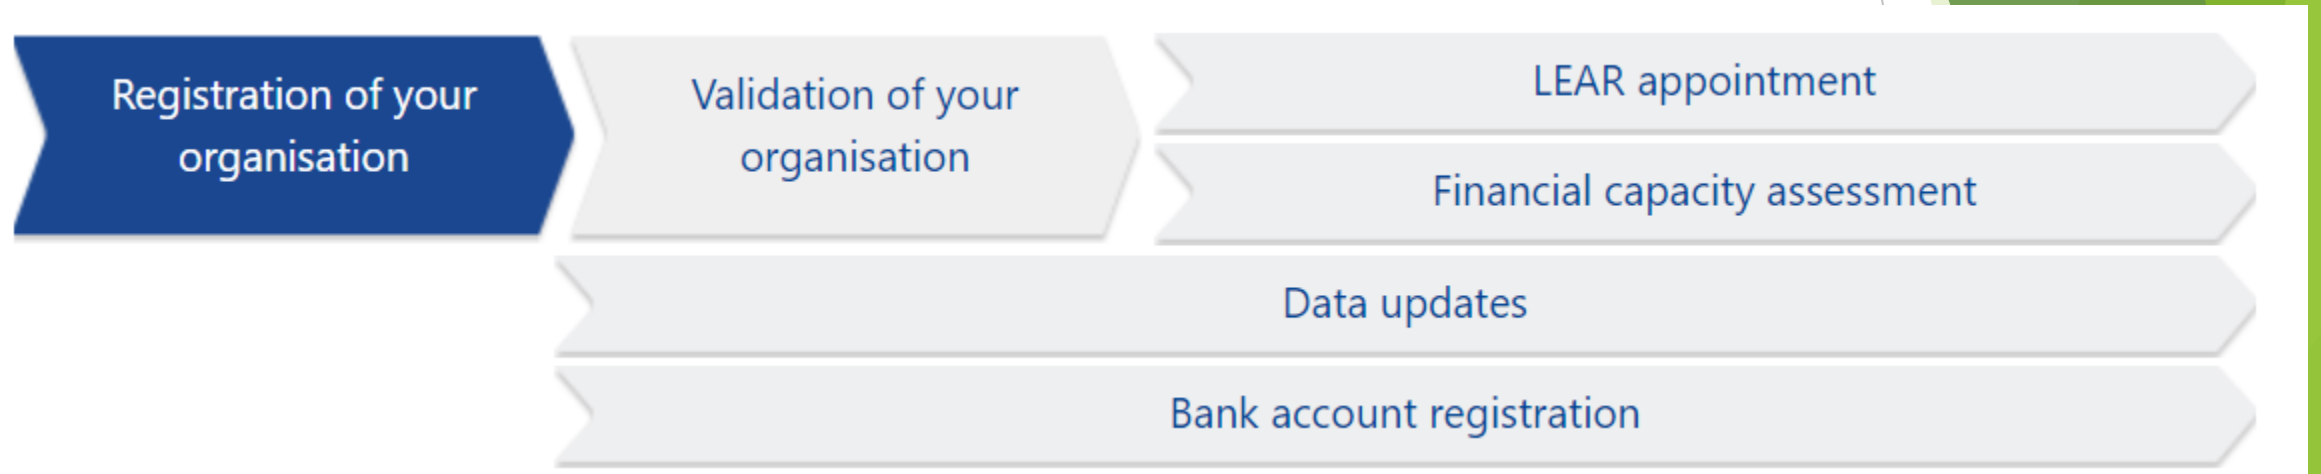 Registration of your
organisation
Validation of your
organisation
LEAR appointment
Financial capacity assessment
Data updates
Bank account registration